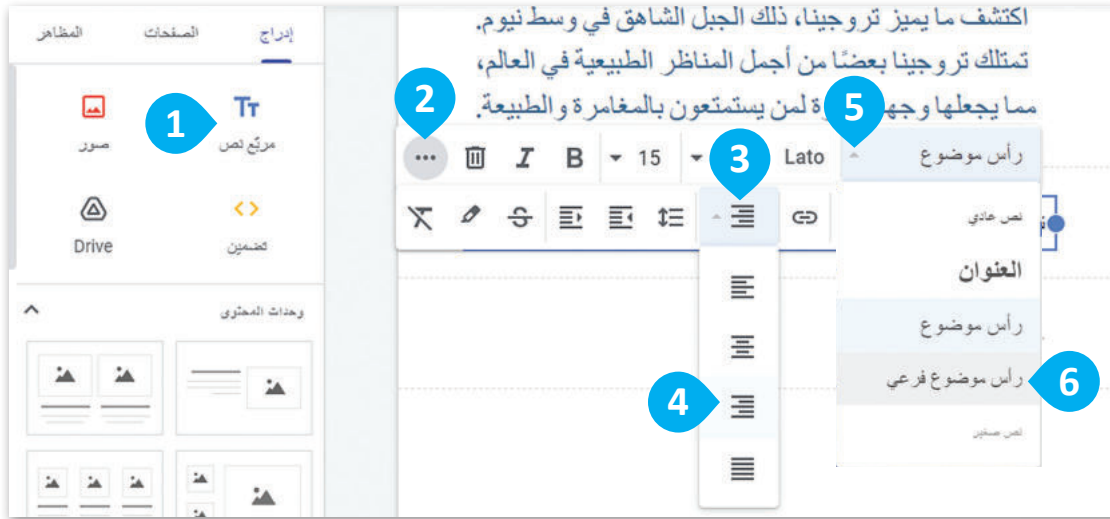 اكتشف ما يميز تروجينا، ذلك الجبل الشاهق في وسط نيوم.
تمتلك تروجينا بعضًا من أجمل المناظر الطبيعية في العالم،
مما يجعلها وجهـ ـرة لمن يستمتعون بالمغامرة والطبيعة.
إدراج الصفحات المظاهر
1
مربّع نص
صور
تضمين
Drive
وحدات المحتوى
2
3
5
رأس موضوع
Lato
15
B
I
نص عادي
العنوان
رأس موضوع
رأس موضوع فرعي
6
نص صغير
4